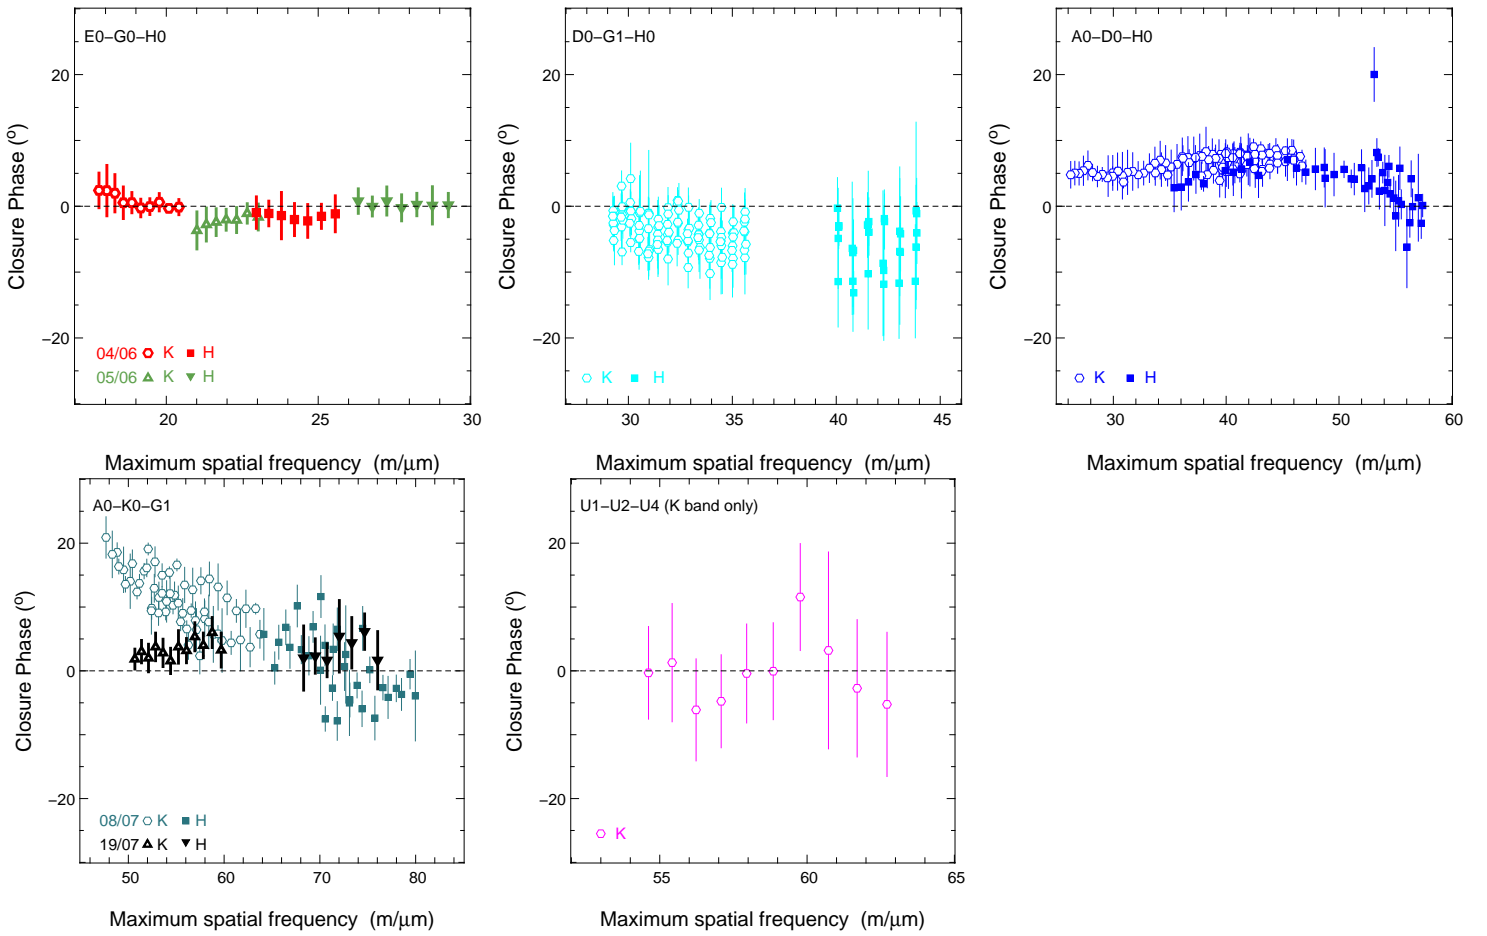 E0−G0−H0
20
0
−20
Closure Phase (º)
04/06 K H
05/06 K H
20 25 30
Maximum spatial frequency (m/μm)
D0−G1−H0
20
0
−20
Closure Phase (º)
K H
30 35 40 45
Maximum spatial frequency (m/μm)
A0−D0−H0
20
0
−20
Closure Phase (º)
K H
30 40 50 60
Maximum spatial frequency (m/μm)
A0−K0−G1
20
0
−20
Closure Phase (º)
08/07 K H
19/07 K H
50 60 70 80
Maximum spatial frequency (m/μm)
U1−U2−U4 (K band only)
20
0
−20
Closure Phase (º)
K
55 60 65
Maximum spatial frequency (m/μm)